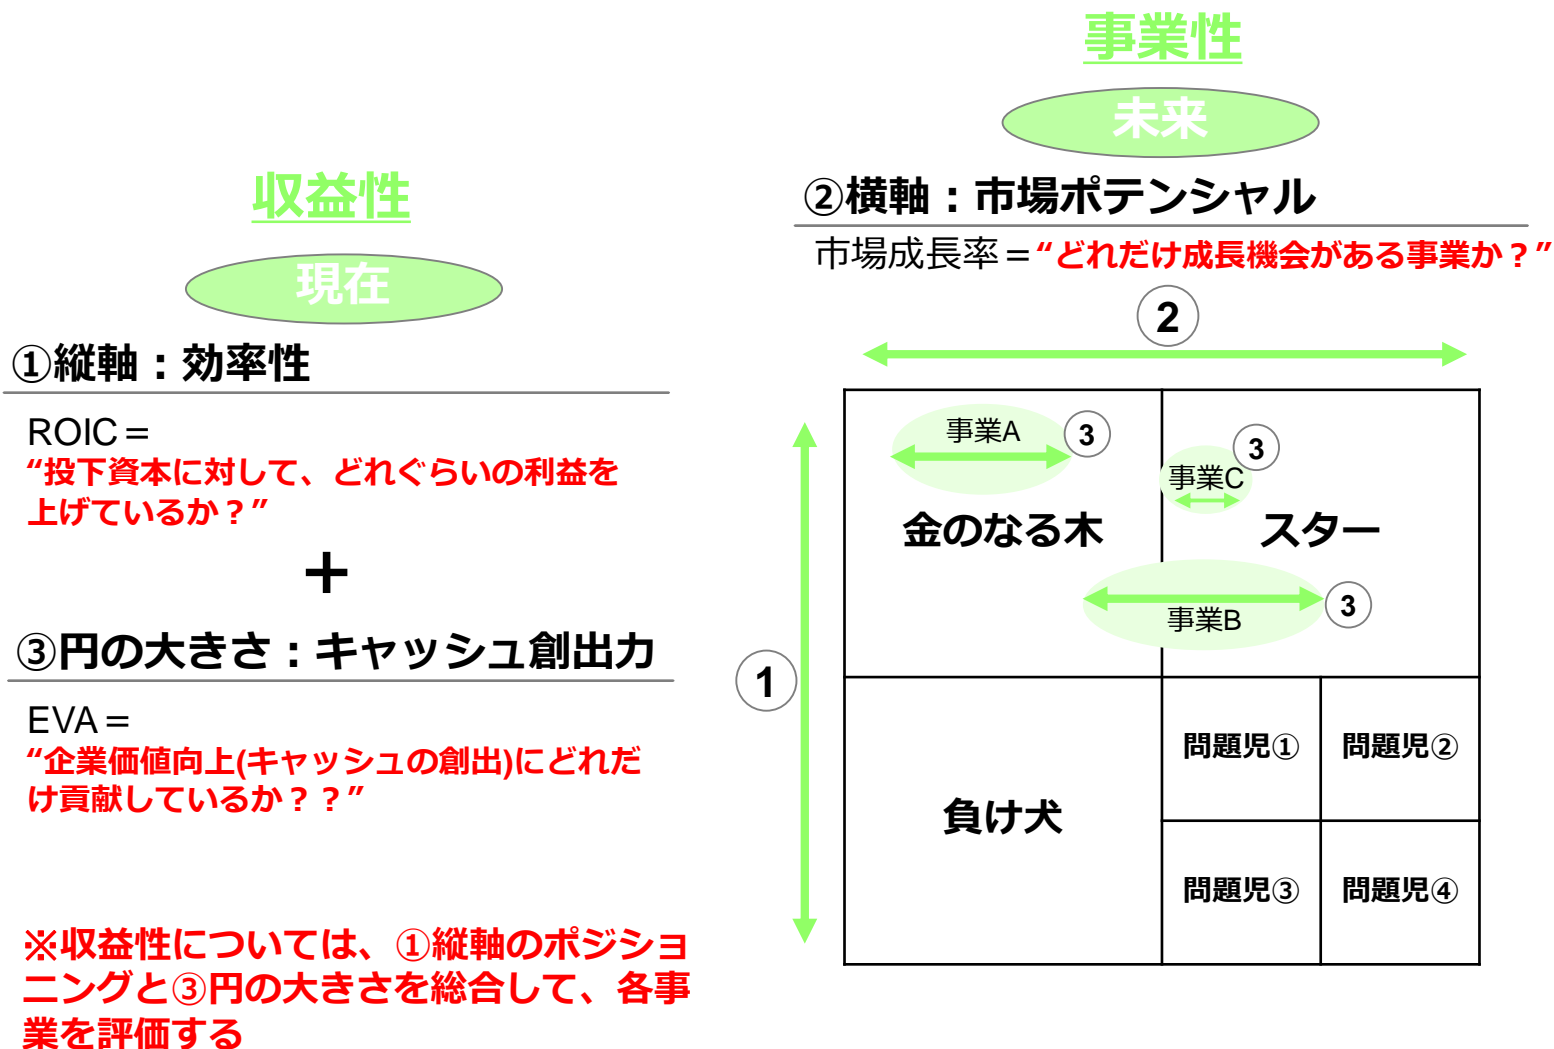 事業性
未来
②横軸：市場ポテンシャル
市場成長率＝“どれだけ成長機会がある事業か？”
収益性
現在
①縦軸：効率性
ROIC＝
“投下資本に対して、どれぐらいの利益を
上げているか？”
＋
③円の大きさ：キャッシュ創出力
EVA＝
“企業価値向上(キャッシュの創出)にどれだ
け貢献しているか？？”
※収益性については、①縦軸のポジショ
ニングと③円の大きさを総合して、各事
業を評価する
2
1
事業A
3
事業C
3
金のなる木
スター
事業B
3
負け犬
問題児①
問題児②
問題児③
問題児④